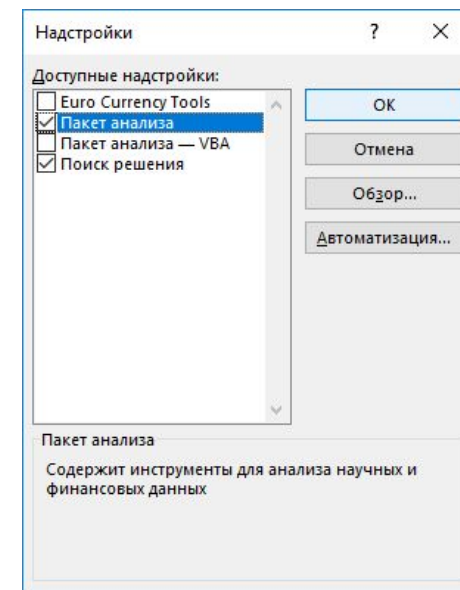 Надстройки ?
Доступные надстройки:
Euro Currency Tools
Пакет анализа
Пакет анализа — VBA
Поиск решения
ОК
Отмена
Обзор...
Автоматизация...
Пакет анализа
Содержит инструменты для анализа научных и
финансовых данных